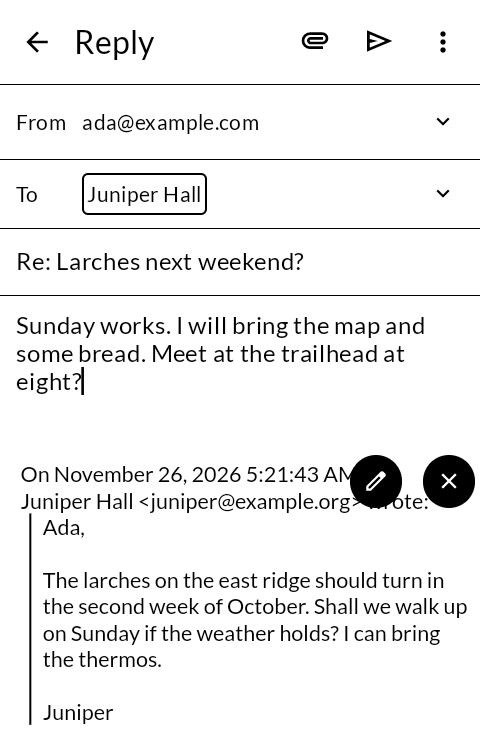 Reply
From ada@example.com
To Juniper Hall
Re: Larches next weekend?
Sunday works. I will bring the map and
some bread. Meet at the trailhead at
eight?
On November 26, 2026 5:21:43 AM
Juniper Hall <juniper@example.org>
Ada,
The larches on the east ridge should turn in
the second week of October. Shall we walk up
on Sunday if the weather holds? I can bring
the thermos.
Juniper